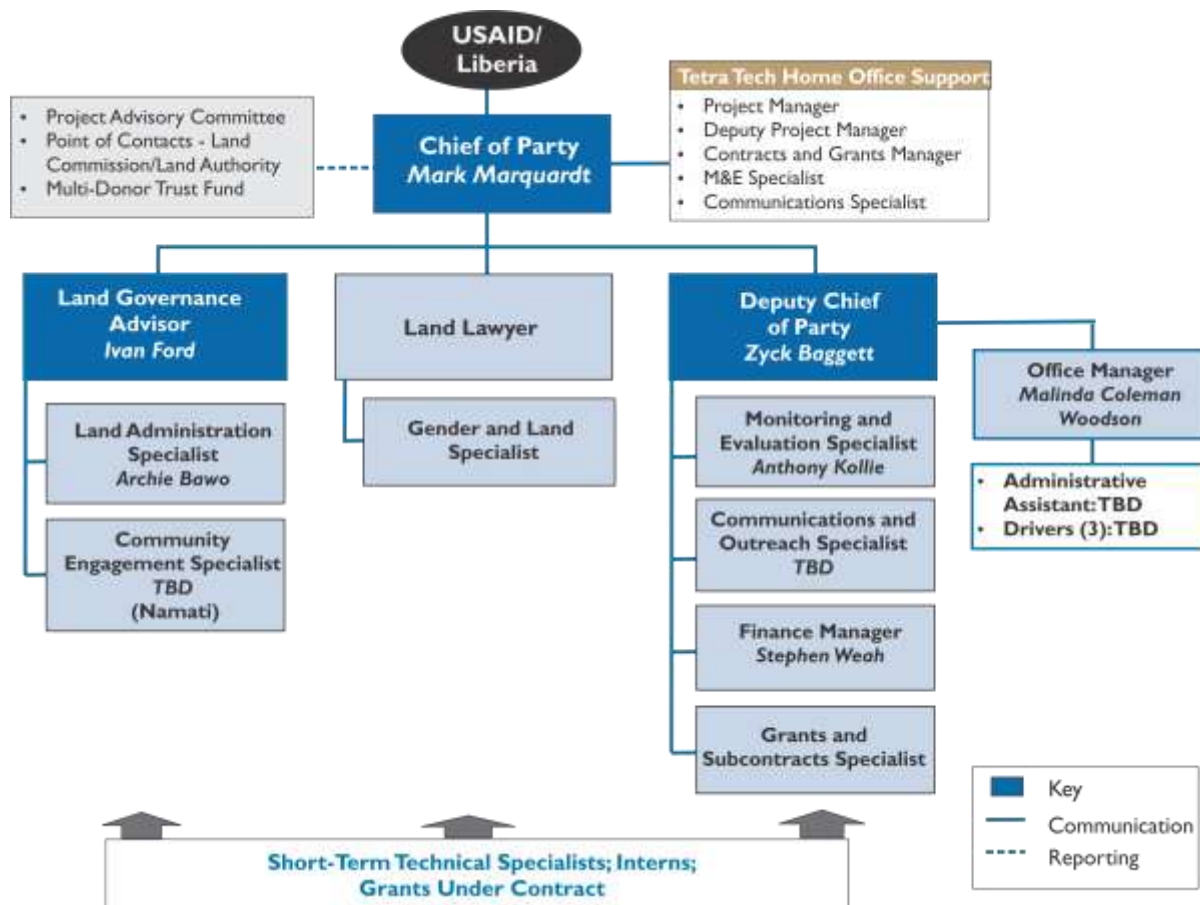 USAID/
Liberia
• Project Advisory Committee
• Point of Contacts - Land
Commission/Land Authority
• Multi-Donor Trust Fund
Chief of Party
Mark Marquardt
Tetra Tech Home Office Support
• Project Manager
• Deputy Project Manager
• Contracts and Grants Manager
• M&E Specialist
• Communications Specialist
Land Governance
Advisor
Ivan Ford
Land Administration
Specialist
Archie Bawo
Community
Engagement Specialist
TBD
(Namati)
Land Lawyer
Gender and Land
Specialist
Deputy Chief
of Party
Zyck Baggett
Monitoring and
Evaluation Specialist
Anthony Kollie
Communications and
Outreach Specialist
TBD
Finance Manager
Stephen Weah
Grants and
Subcontracts Specialist
Office Manager
Malinda Coleman
Woodson
• Administrative
Assistant: TBD
• Drivers (3): TBD
Short-Term Technical Specialists; Interns;
Grants Under Contract
Key
Communication
Reporting